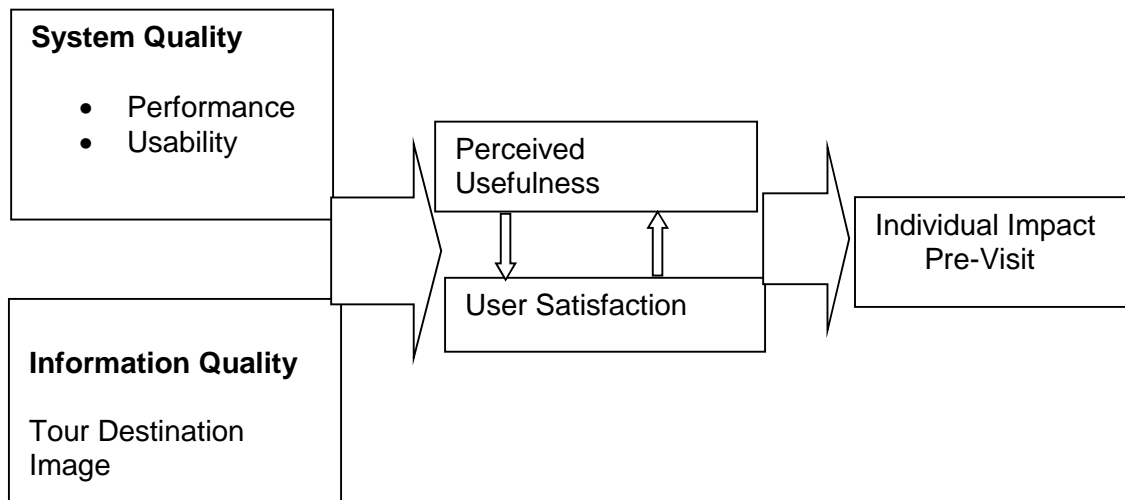 System Quality
• Performance
• Usability
Perceived
Usefulness
User Satisfaction
Individual Impact
Pre-Visit
Information Quality
Tour Destination
Image